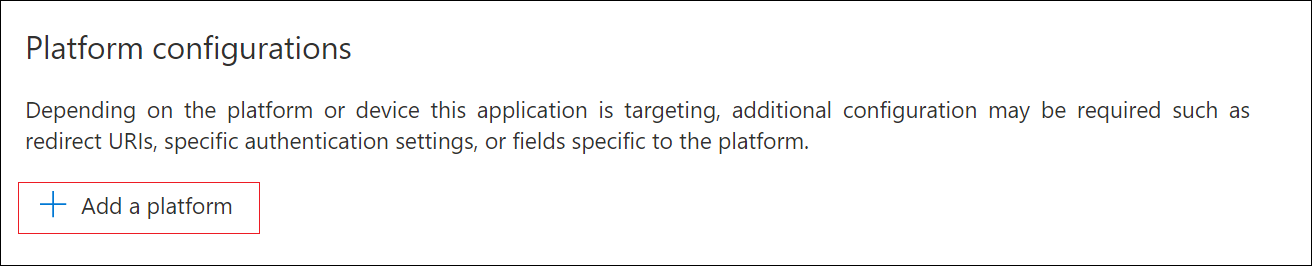 Platform configurations
Depending on the platform or device this application is targeting, additional configuration may be required such as
redirect URIs, specific authentication settings, or fields specific to the platform.
Add a platform